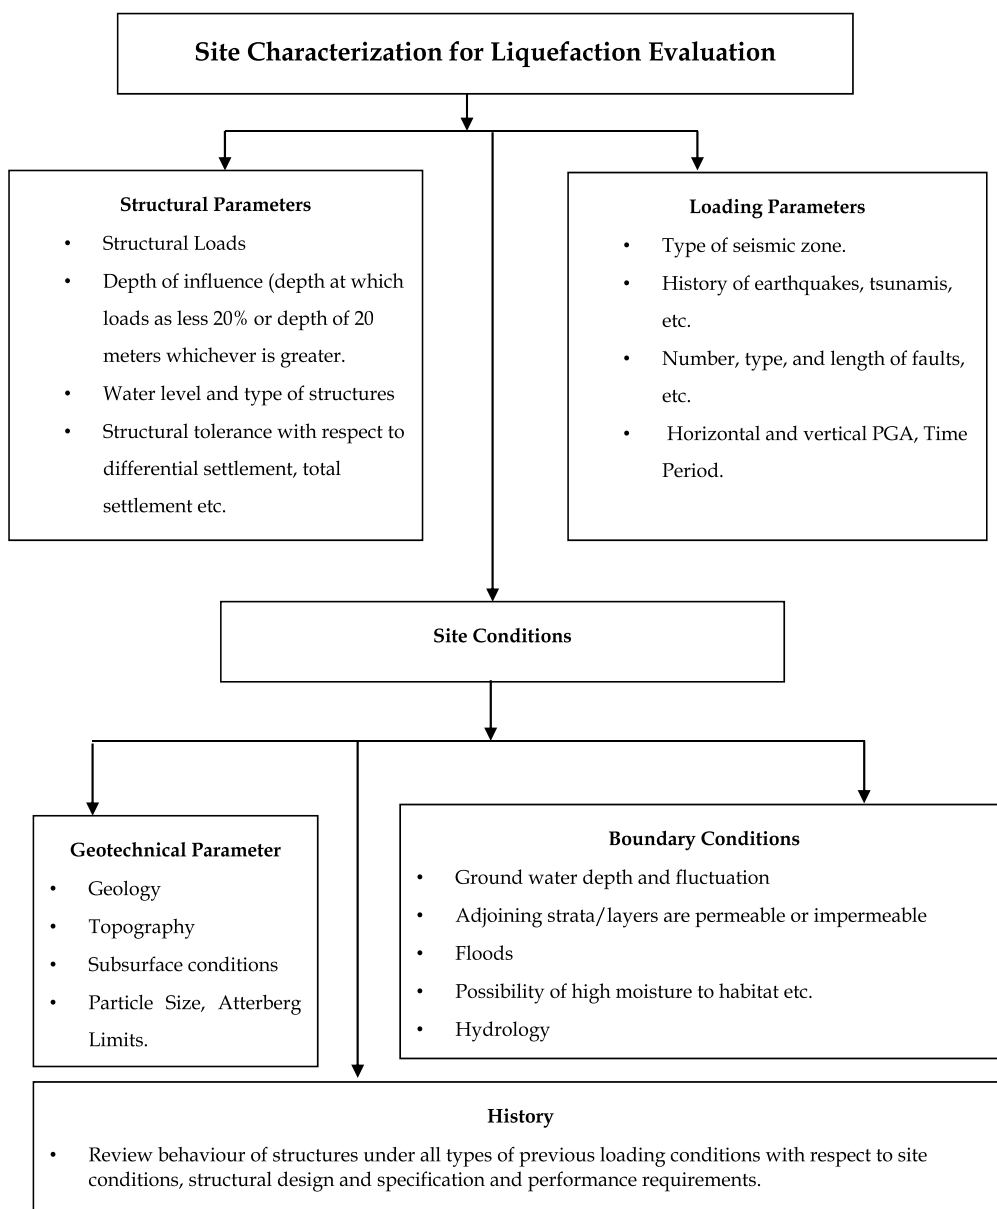 Site Characterization for Liquefaction Evaluation
Structural Parameters
• Structural Loads
• Depth of influence (depth at which
loads as less 20% or depth of 20
meters whichever is greater.
• Water level and type of structures
• Structural tolerance with respect to
differential settlement, total
settlement etc.
Loading Parameters
• Type of seismic zone.
• History of earthquakes, tsunamis,
etc.
• Number, type, and length of faults,
etc.
• Horizontal and vertical PGA, Time
Period.
Site Conditions
Geotechnical Parameter
• Geology
• Topography
• Subsurface conditions
• Particle Size, Atterberg
Limits.
Boundary Conditions
• Ground water depth and fluctuation
• Adjoining strata/layers are permeable or impermeable
• Floods
• Possibility of high moisture to habitat etc.
• Hydrology
History
• Review behaviour of structures under all types of previous loading conditions with respect to site
conditions, structural design and specification and performance requirements.